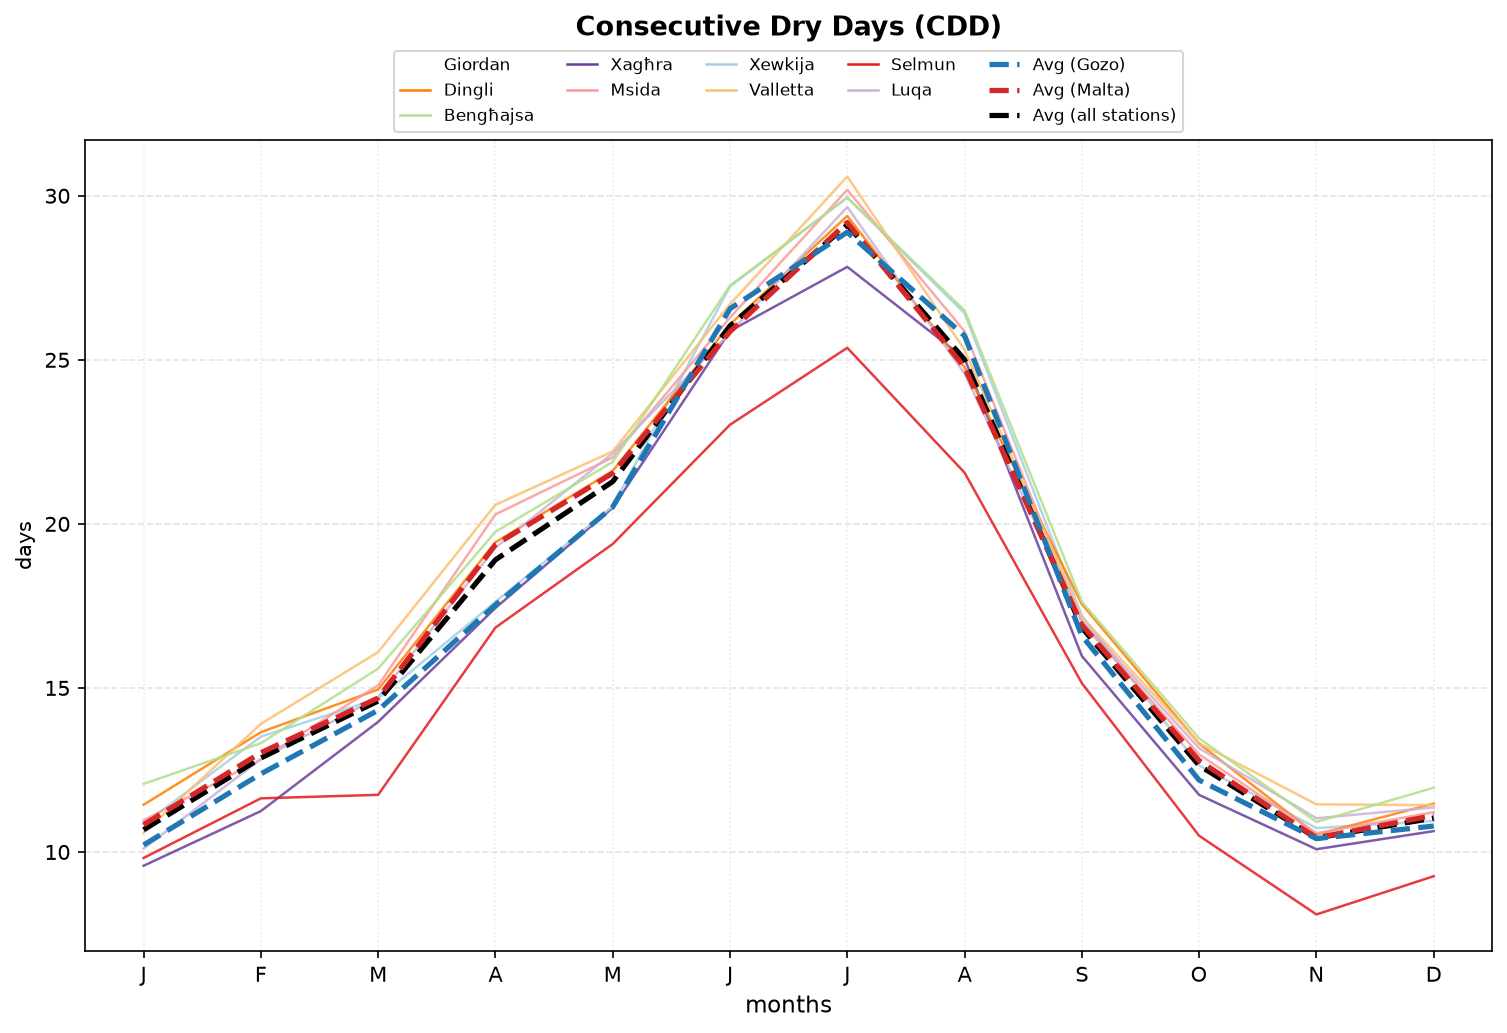 Consecutive Dry Days (CDD)
Giordan Xagħra Xewkija Selmun Avg (Gozo)
Dingli Msida Valletta Luqa Avg (Malta)
Bengħajsa Avg (all stations)
30
25
20
15
10
days
J F M A M J J A S O N D
months